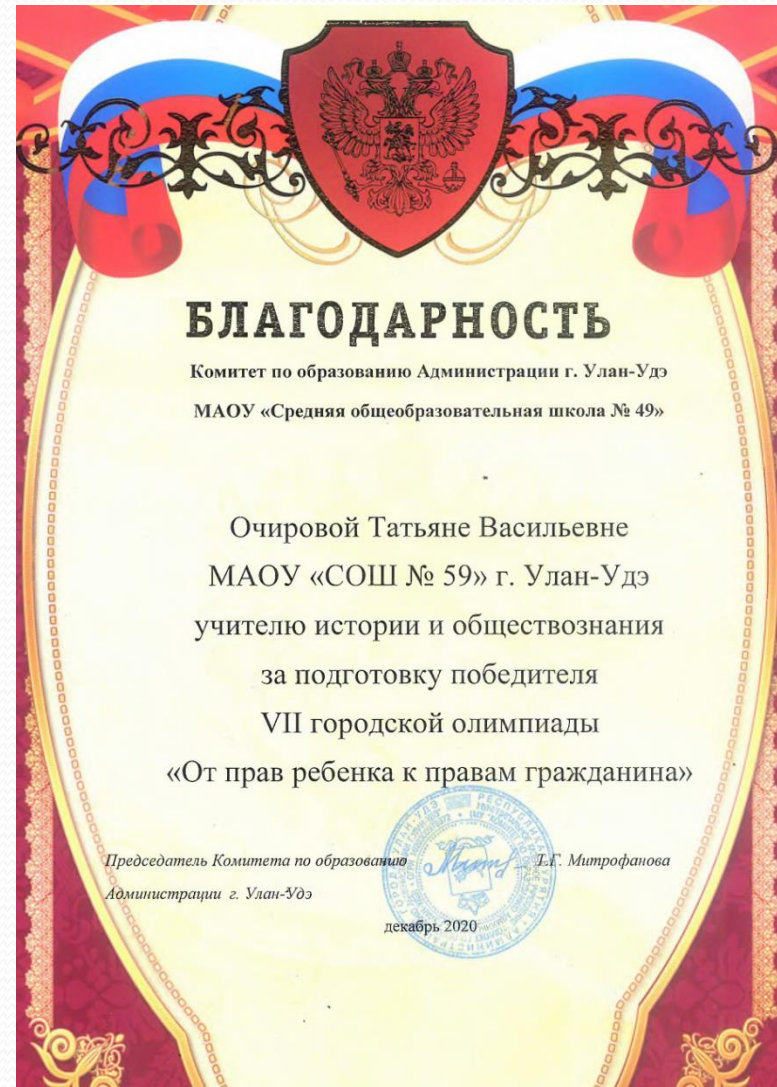 БЛАГОДАРНОСТЬ
Комитет по образованию Администрации г. Улан-Удэ
МАОУ «Средняя общеобразовательная школа № 49»
Очировой Татьяне Васильевне
МАОУ «СОШ № 59» г. Улан-Удэ
учителю истории и обществознания
за подготовку победителя
VII городской олимпиады
«От прав ребенка к правам гражданина»
Председатель Комитета по образованию Т.Г. Митрофанова
Администрации г. Улан-Удэ
декабрь 2020